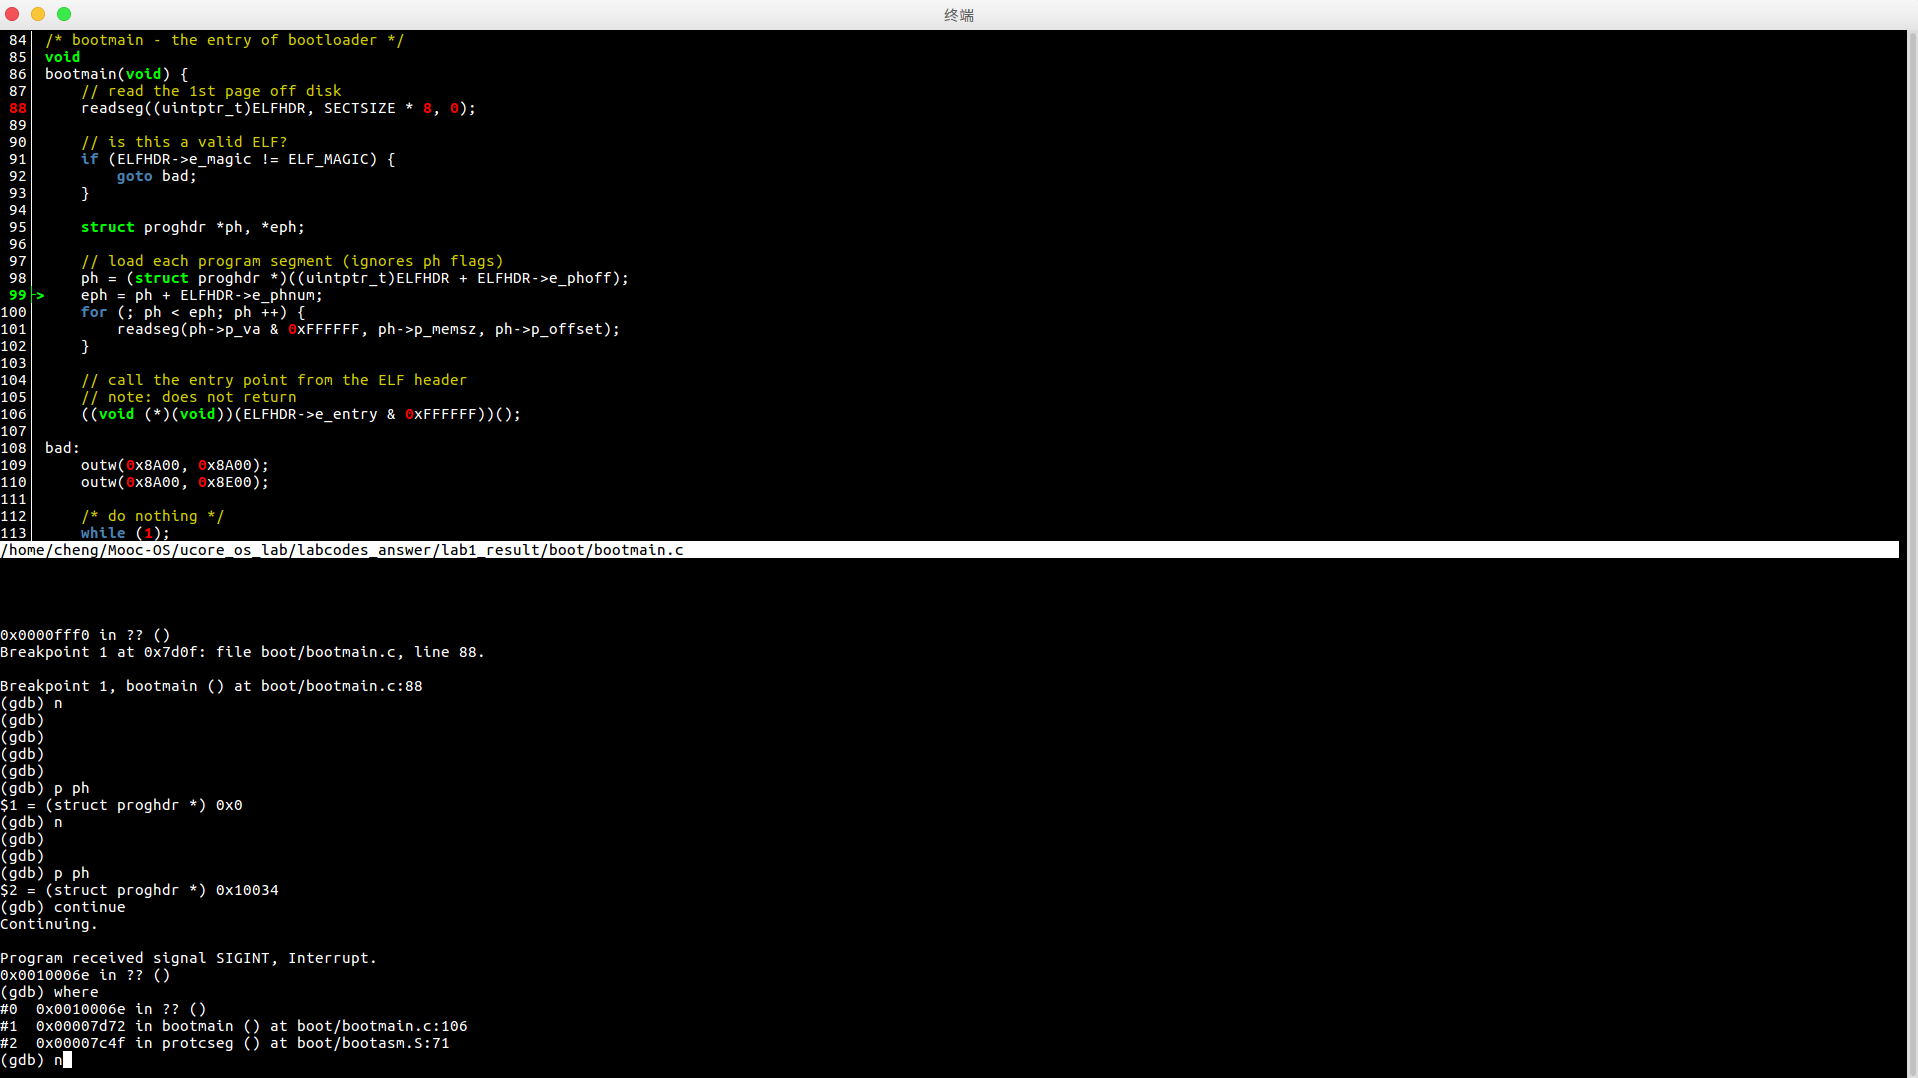 终端
84 /* bootmain - the entry of bootloader */
85 void
86 bootmain(void) {
87     // read the 1st page off disk
88     readseg((uintptr_t)ELFHDR, SECTSIZE * 8, 0);
89
90     // is this a valid ELF?
91     if (ELFHDR->e_magic != ELF_MAGIC) {
92         goto bad;
93     }
94
95     struct proghdr *ph, *eph;
96
97     // load each program segment (ignores ph flags)
98     ph = (struct proghdr *)((uintptr_t)ELFHDR + ELFHDR->e_phoff);
99 ->    eph = ph + ELFHDR->e_phnum;
100     for (; ph < eph; ph ++) {
101         readseg(ph->p_va & 0xFFFFFF, ph->p_memsz, ph->p_offset);
102     }
103
104     // call the entry point from the ELF header
105     // note: does not return
106     ((void (*)(void))(ELFHDR->e_entry & 0xFFFFFF))();
107
108 bad:
109     outw(0x8A00, 0x8A00);
110     outw(0x8A00, 0x8E00);
111
112     /* do nothing */
113     while (1);
/home/cheng/Mooc-OS/ucore_os_lab/labcodes_answer/lab1_result/boot/bootmain.c
0x0000fff0 in ?? ()
Breakpoint 1 at 0x7d0f: file boot/bootmain.c, line 88.
Breakpoint 1, bootmain () at boot/bootmain.c:88
(gdb) n
(gdb)
(gdb)
(gdb)
(gdb)
(gdb) p ph
$1 = (struct proghdr *) 0x0
(gdb) n
(gdb)
(gdb)
(gdb) p ph
$2 = (struct proghdr *) 0x10034
(gdb) continue
Continuing.
Program received signal SIGINT, Interrupt.
0x0010006e in ?? ()
(gdb) where
#0  0x0010006e in ?? ()
#1  0x00007d72 in bootmain () at boot/bootmain.c:106
#2  0x00007c4f in protcseg () at boot/bootasm.S:71
(gdb) n